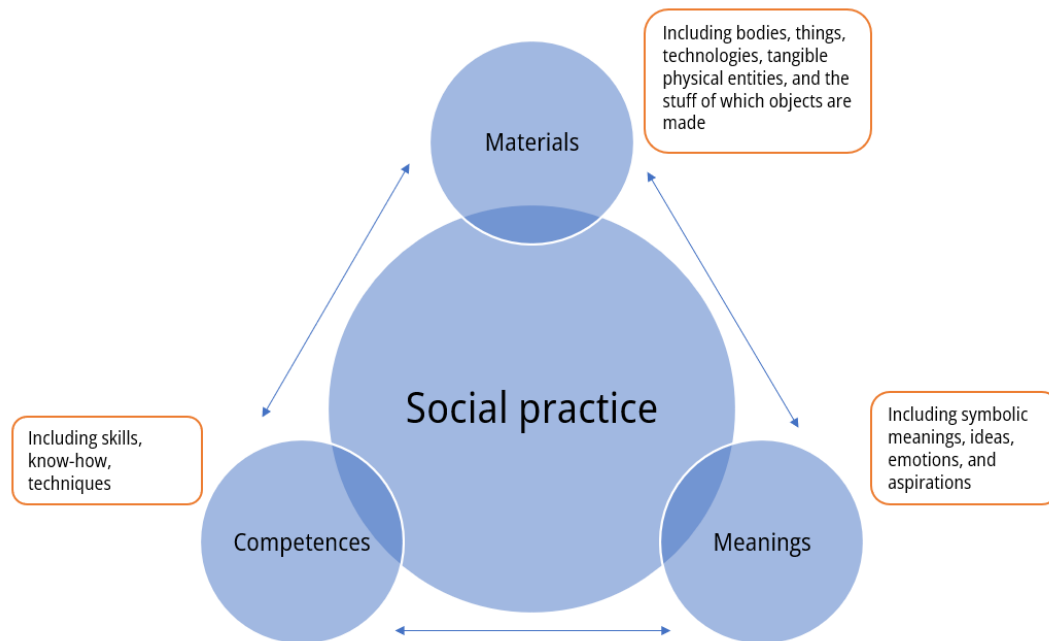 Including bodies, things,
technologies, tangible
physical entities, and the
stuff of which objects are
made
Materials
Social practice
Including skills,
know-how,
techniques
Including symbolic
meanings, ideas,
emotions, and
aspirations
Competences
Meanings